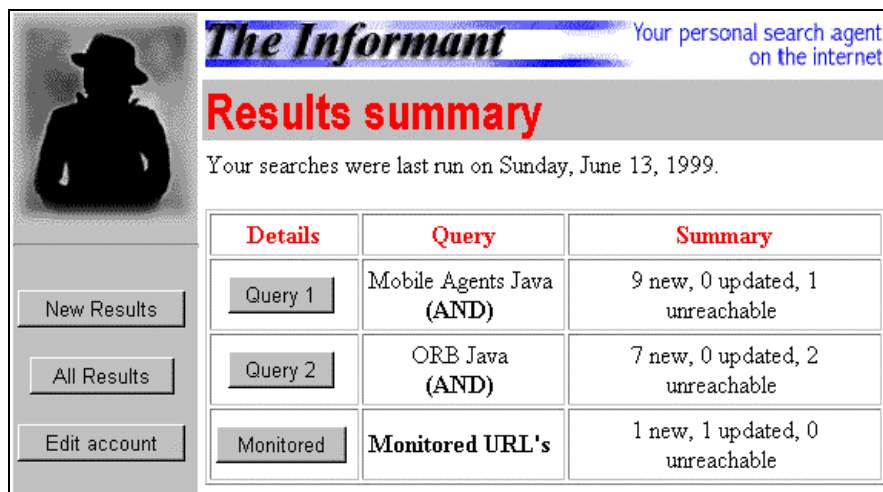 The Informant
Your personal search agent
on the internet
Results summary
Your searches were last run on Sunday, June 13, 1999.
New Results
All Results
Edit account
Details Query Summary
Query 1 Mobile Agents Java 9 new, 0 updated, 1
(AND) unreachable
Query 2 ORB Java 7 new, 0 updated, 2
(AND) unreachable
Monitored Monitored URL's 1 new, 1 updated, 0
unreachable